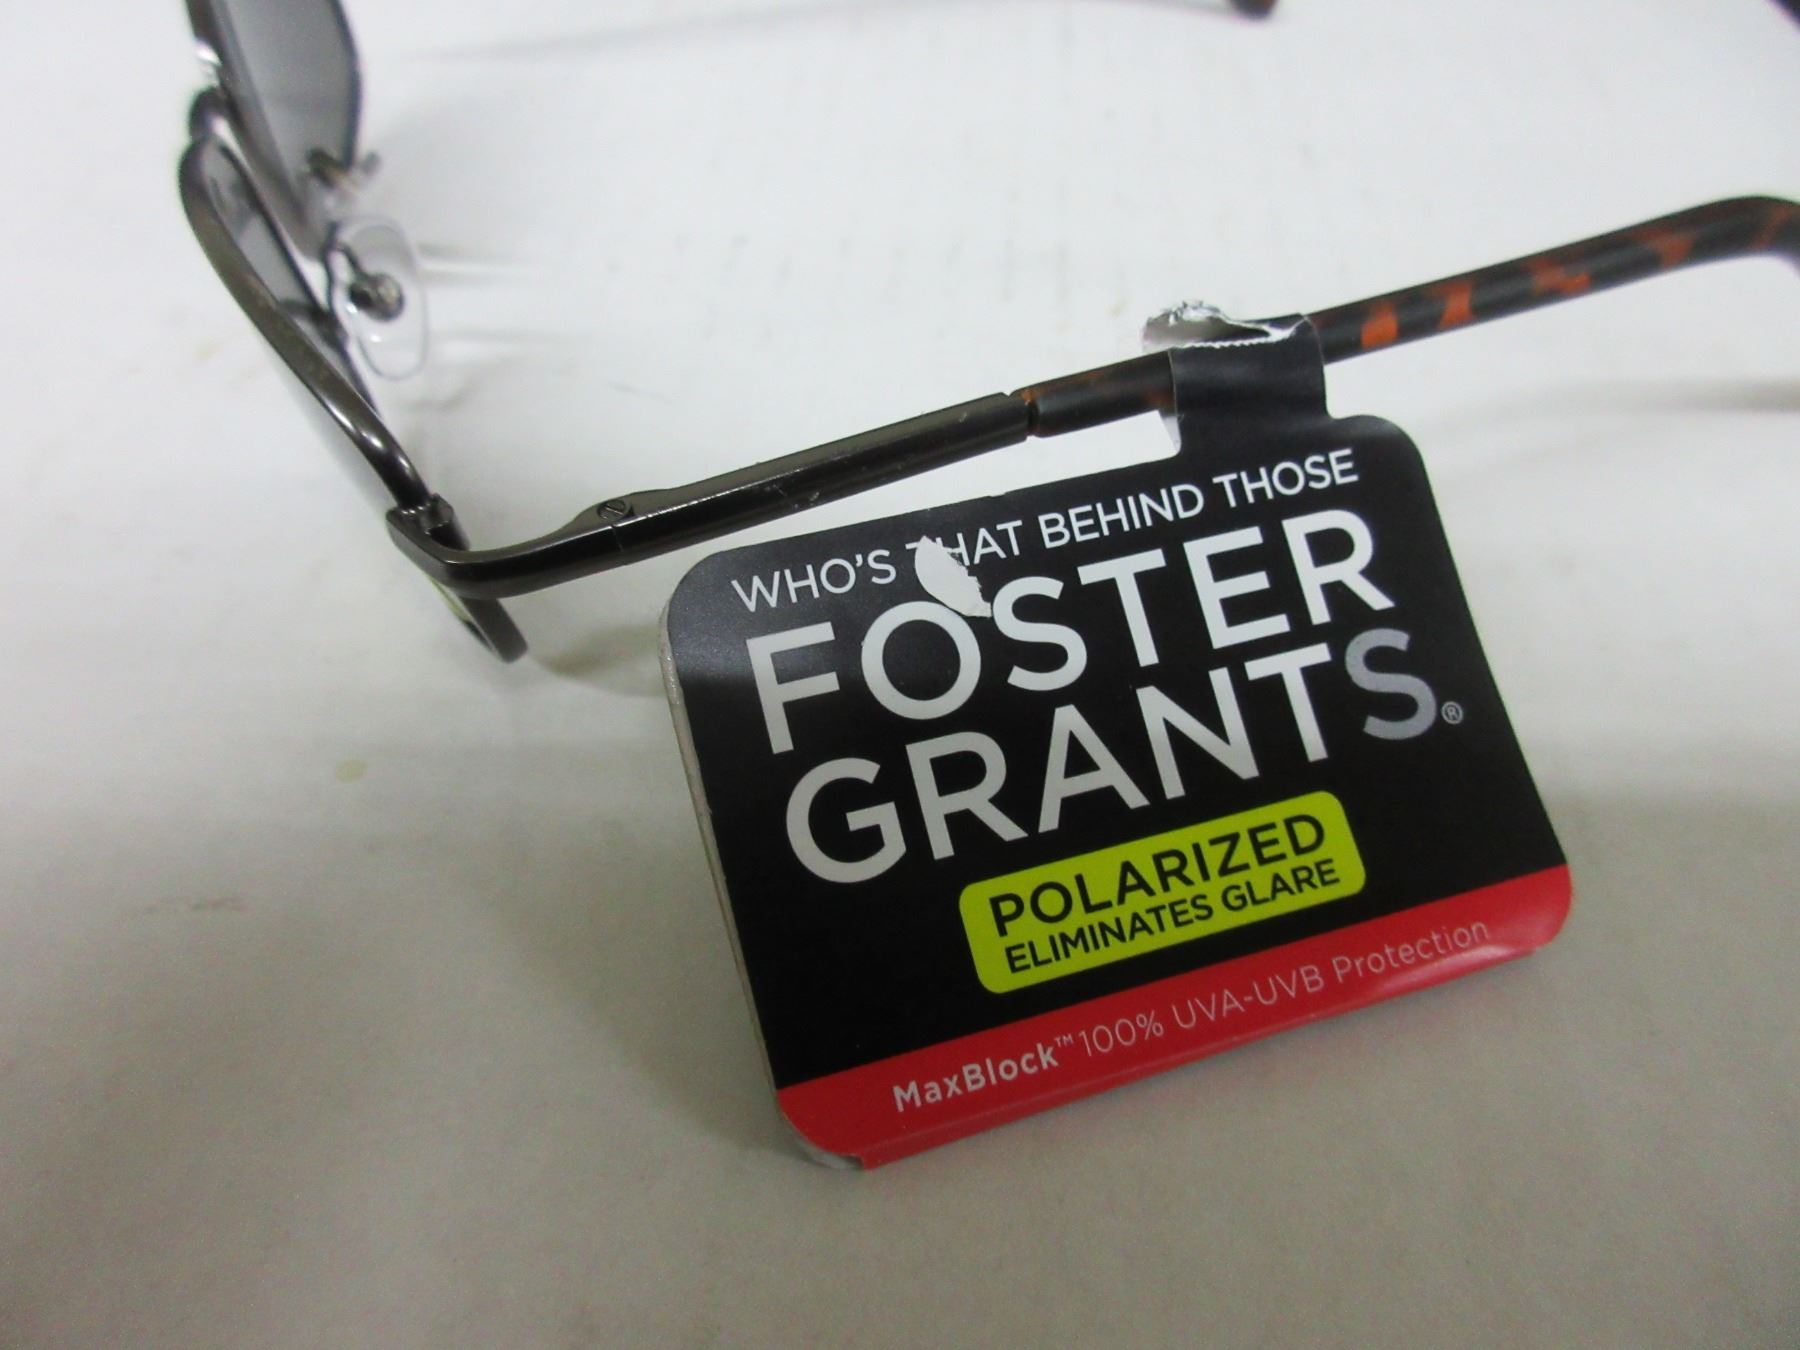 WHO'S THAT BEHIND THOSE
FOSTER
GRANTS®
POLARIZED
ELIMINATES GLARE
MaxBlock™ 100% UVA-UVB Protection